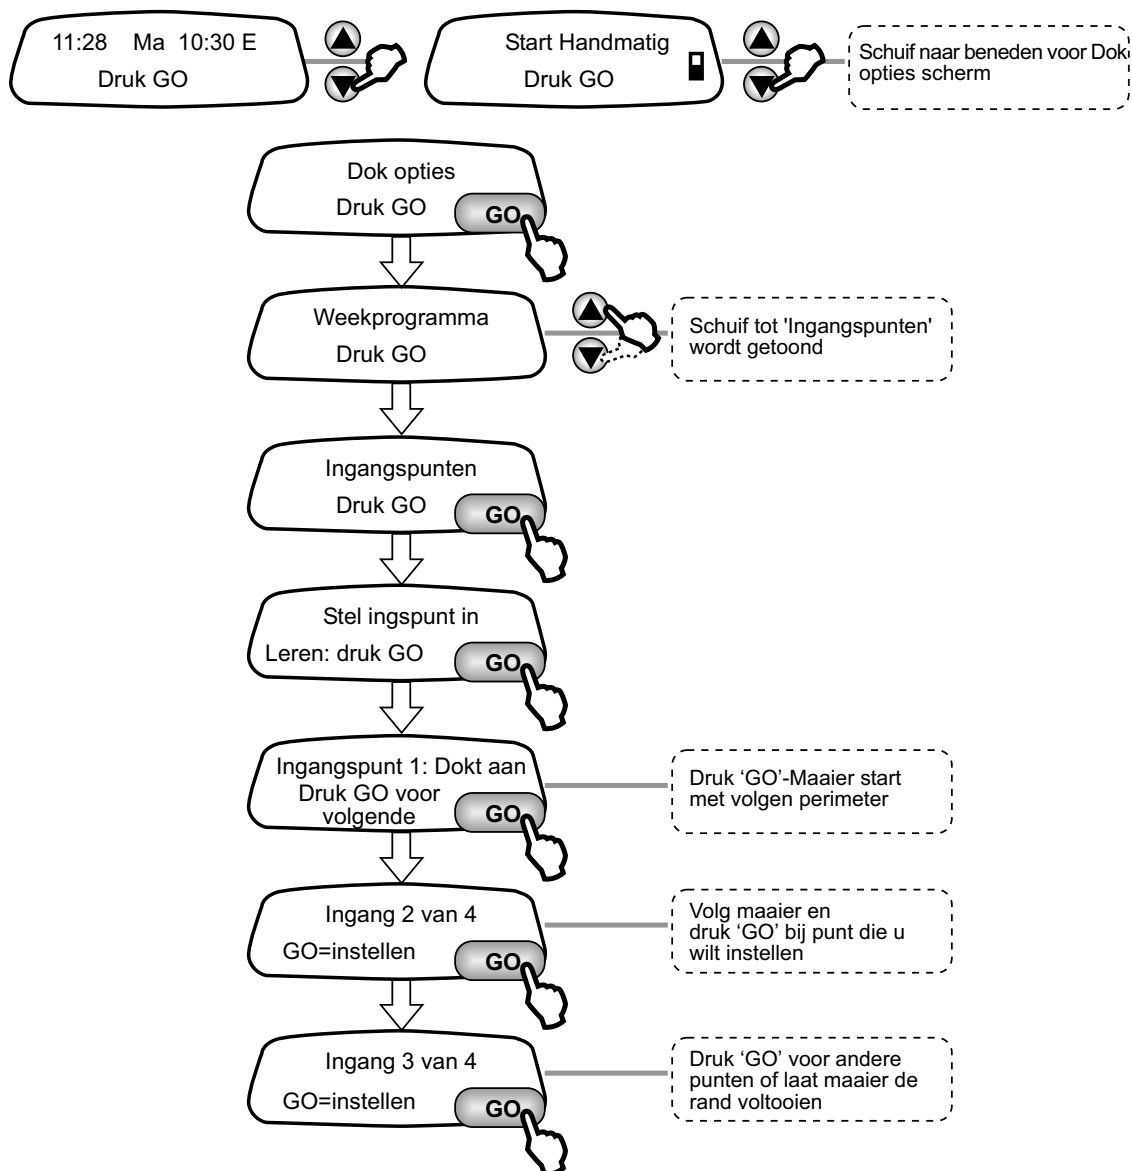 11:28 Ma 10:30 E
Druk GO
Start Handmatig
Druk GO
Schuif naar beneden voor Dok
opties scherm
Dok opties
Druk GO
GO
Weekprogramma
Druk GO
Schuif tot 'Ingangspunten'
wordt getoond
Ingangspunten
Druk GO
GO
Stel ingspunt in
Leren: druk GO
GO
Ingangspunt 1: Dokt aan
Druk GO voor
volgende
GO
Druk ‘GO’-Maaier start
met volgen perimeter
Ingang 2 van 4
GO=instellen
GO
Volg maaier en
druk ‘GO’ bij punt die u
wilt instellen
Ingang 3 van 4
GO=instellen
GO
Druk ‘GO’ voor andere
punten of laat maaier de
rand voltooien